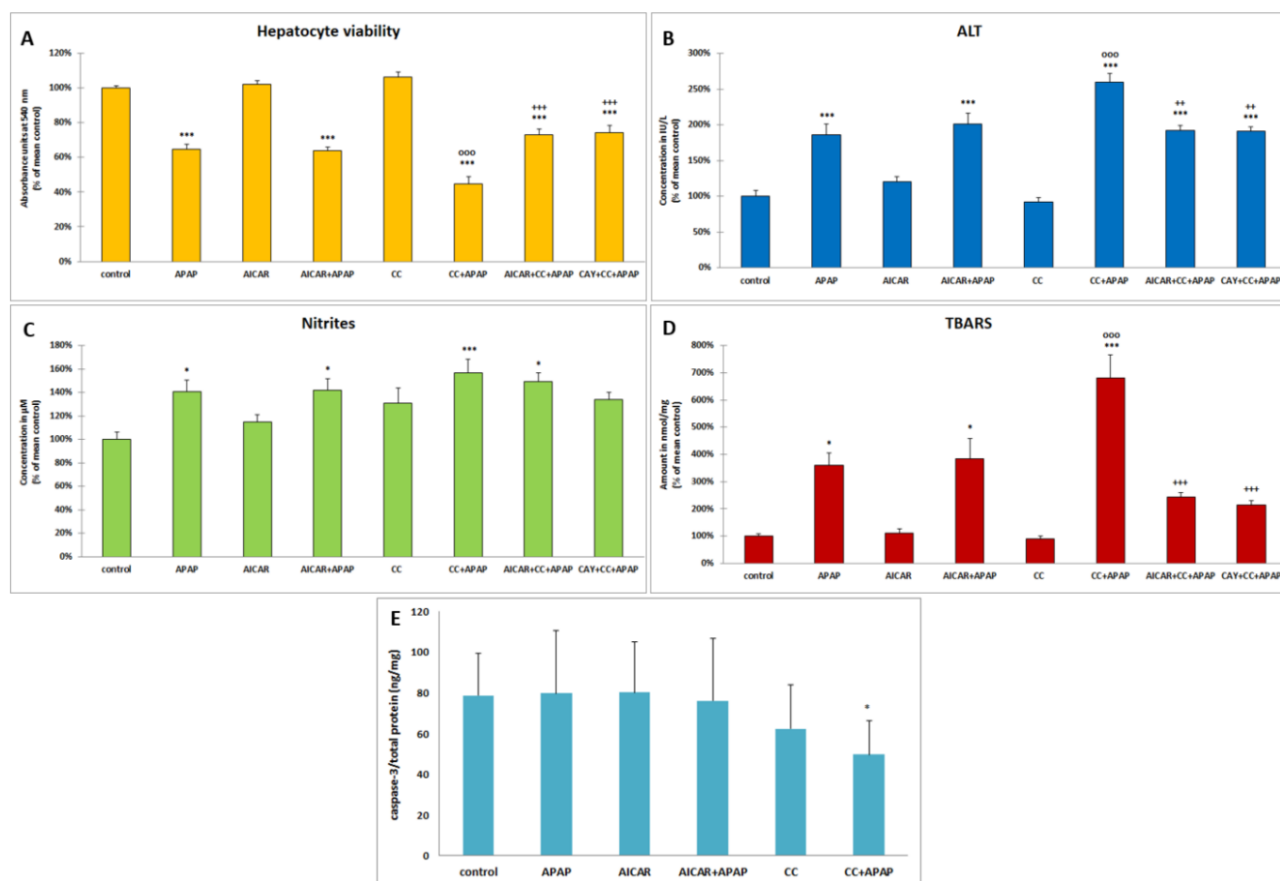 A
Hepatocyte viability
Absorbance units at 540 nm
(% of mean control)
120%
100%
80%
60%
40%
20%
0%
***
***
ooo
***
+++
***
+++
***
control APAP AICAR AICAR+APAP CC CC+APAP AICAR+CC+APAP CAY+CC+APAP
B
ALT
Concentration in IU/L
(% of mean control)
300%
250%
200%
150%
100%
50%
0%
***
***
ooo
***
++
***
++
***
control APAP AICAR AICAR+APAP CC CC+APAP AICAR+CC+APAP CAY+CC+APAP
C
Nitrites
Concentration in µM
(% of mean control)
180%
160%
140%
120%
100%
80%
60%
40%
20%
0%
*
*
***
*
control APAP AICAR AICAR+APAP CC CC+APAP AICAR+CC+APAP CAY+CC+APAP
D
TBARS
Amount in nmol/mg
(% of mean control)
800%
700%
600%
500%
400%
300%
200%
100%
0%
*
*
ooo
***
+++
+++
control APAP AICAR AICAR+APAP CC CC+APAP AICAR+CC+APAP CAY+CC+APAP
E
caspase-3/total protein (ng/mg)
120
100
80
60
40
20
0
control APAP AICAR AICAR+APAP CC CC+APAP